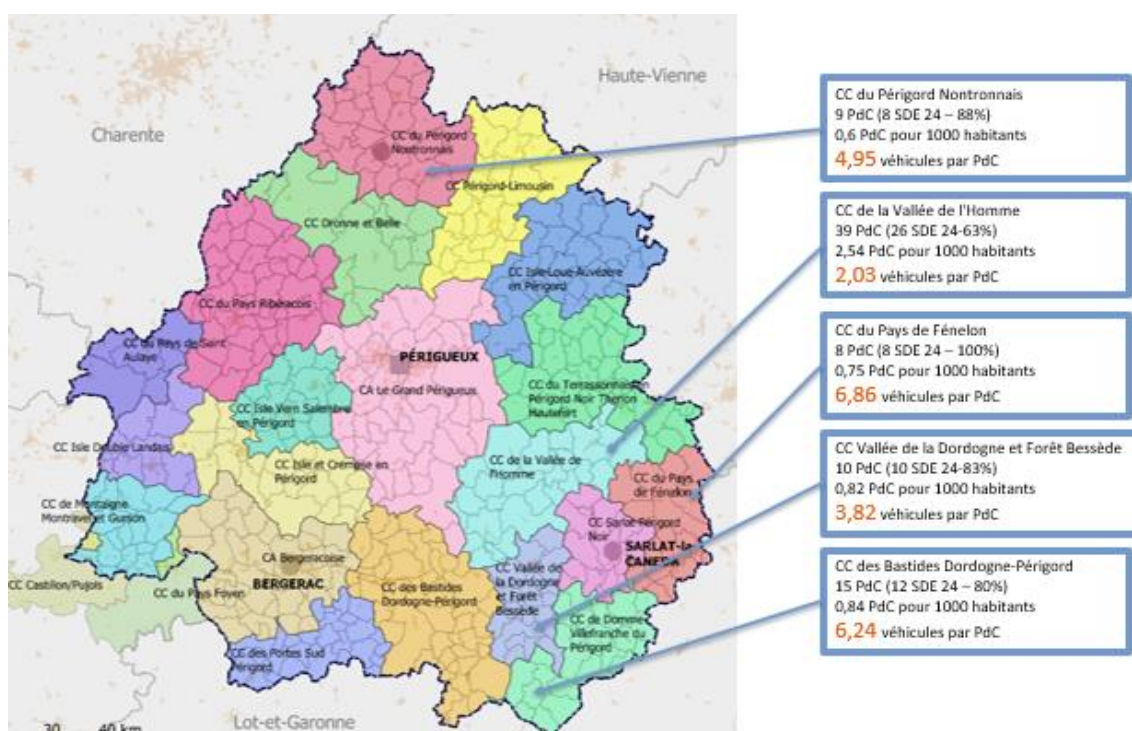 Haute-Vienne
Charente
CC du Périgord
Nontronnais
CC Périgord-Limousin
CC Dronne et Belle
CC Isle-Loue-Auvézère
en Périgord
CC du Pays Ribéracois
CC du Pays de Saint
Aulaye
PÉRIGUEUX
CA Le Grand Périgueux
CC du Terrassonnais en
Périgord Noir Thenon
Hautefort
CC Isle Vern Salembre
en Périgord
CC Isle Double Landais
CC Isle et Crempse en
Périgord
CC de la Vallée de
l'Homme
CC du Pays
de Fénelon
CC de Montaigne
Montravel et Gurson
CC Sarlat-Périgord
Noir
SARLAT-la
CANEDA
CA Bergeracoise
BERGERAC
CC Castillon/Pujols
CC du Pays Foyen
CC des Bastides
Dordogne-Périgord
CC Vallée de
la Dordogne
et Forêt
Bessède
CC de Domme
Villefranche du
Périgord
CC des Portes Sud
Périgord
Lot-et-Garonne
40 km
CC du Périgord Nontronnais
9 PdC (8 SDE 24 – 88%)
0,6 PdC pour 1000 habitants
4,95 véhicules par PdC
CC de la Vallée de l'Homme
39 PdC (26 SDE 24-63%)
2,54 PdC pour 1000 habitants
2,03 véhicules par PdC
CC du Pays de Fénelon
8 PdC (8 SDE 24 – 100%)
0,75 PdC pour 1000 habitants
6,86 véhicules par PdC
CC Vallée de la Dordogne et Forêt Bessède
10 PdC (10 SDE 24-83%)
0,82 PdC pour 1000 habitants
3,82 véhicules par PdC
CC des Bastides Dordogne-Périgord
15 PdC (12 SDE 24 – 80%)
0,84 PdC pour 1000 habitants
6,24 véhicules par PdC